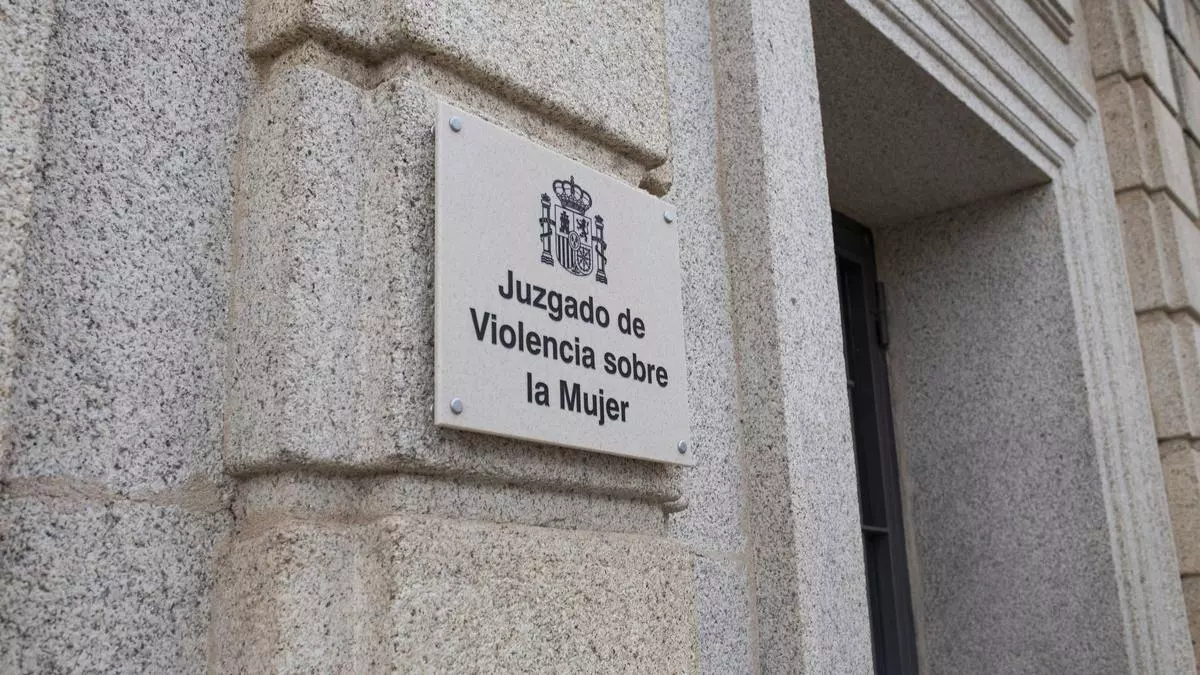 Juzgado de
Violencia sobre
la Mujer